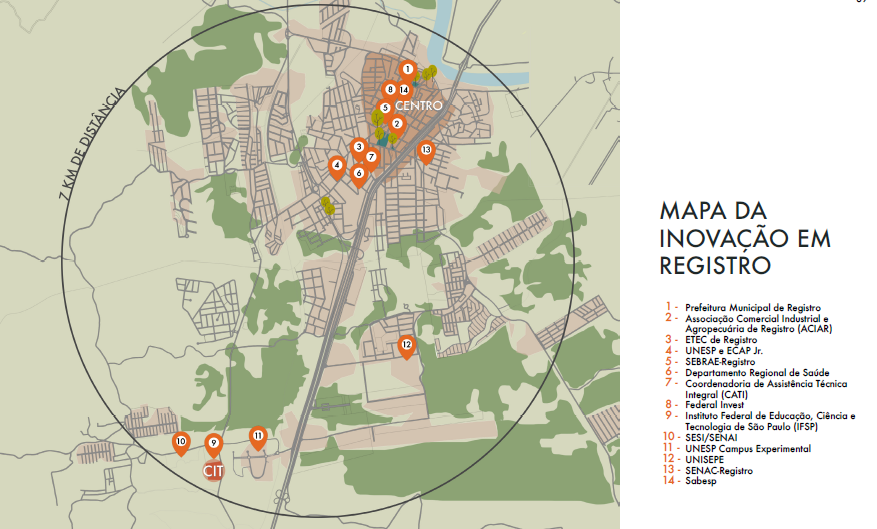 7 KM DE DISTÂNCIA
1
8 14
5 CENTRO
2
3
7
13
4
6
12
10
9
11
CIT
MAPA DA
INOVAÇÃO EM
REGISTRO
1 - Prefeitura Municipal de Registro
2 - Associação Comercial Industrial e
Agropecuária de Registro (ACIAR)
3 - ETEC de Registro
4 - UNESP e ECAP Jr.
5 - SEBRAE-Registro
6 - Departamento Regional de Saúde
7 - Coordenadoria de Assistência Técnica
Integral (CATI)
8 - Federal Invest
9 - Instituto Federal de Educação, Ciência e
Tecnologia de São Paulo (IFSP)
10 - SESI/SENAI
11 - UNESP Campus Experimental
12 - UNISEPE
13 - SENAC-Registro
14 - Sabesp